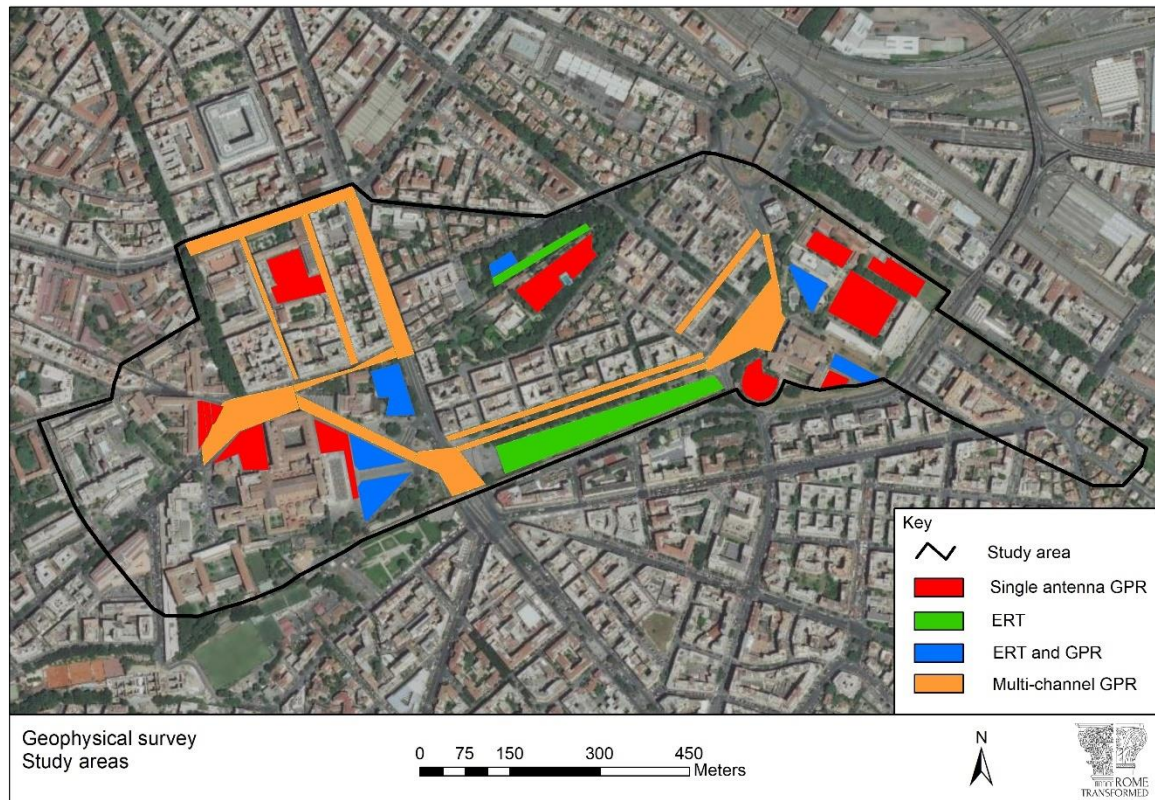 Key
Study area
Single antenna GPR
ERT
ERT and GPR
Multi-channel GPR
Geophysical survey
Study areas
0 75 150 300 450
Meters
N
ROME
TRANSFORMED